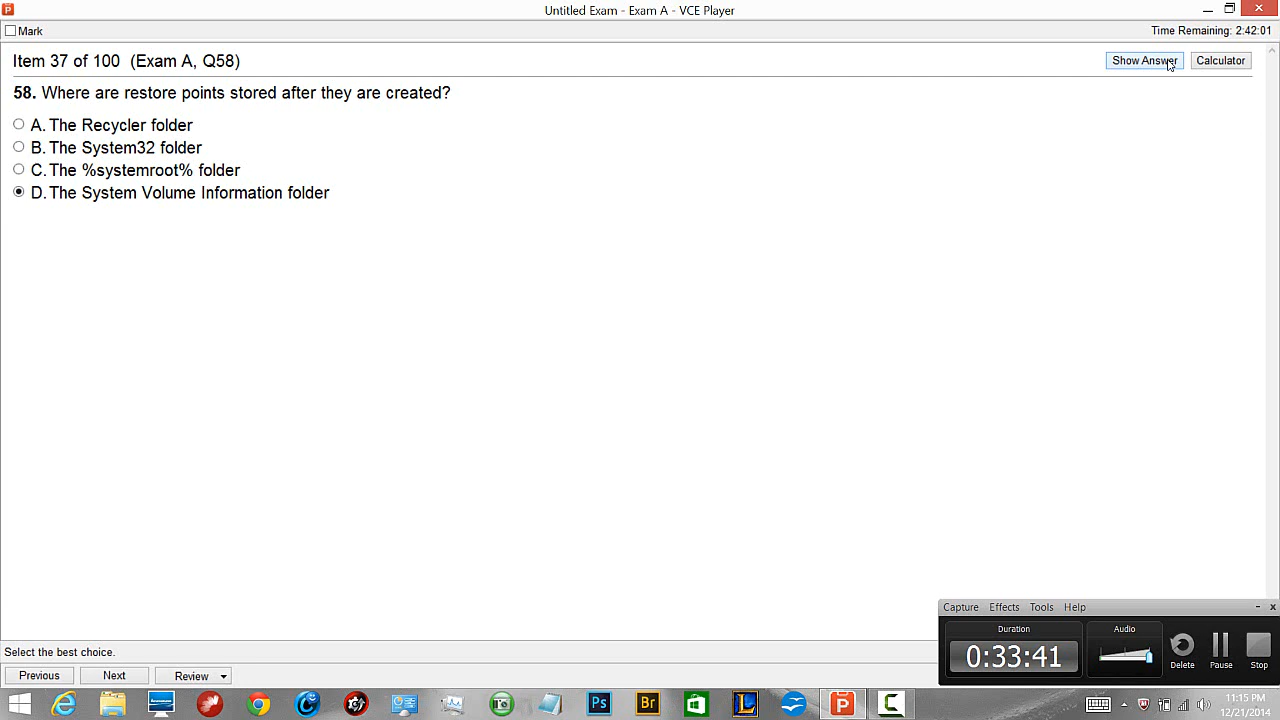 Untitled Exam - Exam A - VCE Player
Mark
Time Remaining: 2:42:01
Item 37 of 100 (Exam A, Q58)
Show Answer
Calculator
58. Where are restore points stored after they are created?
A. The Recycler folder
B. The System32 folder
C. The %systemroot% folder
D. The System Volume Information folder
Capture Effects Tools Help
Duration
Audio
0:33:41
Delete
Pause
Stop
Select the best choice.
Previous
Next
Review
Ps
Br
11:15 PM
12/21/2014